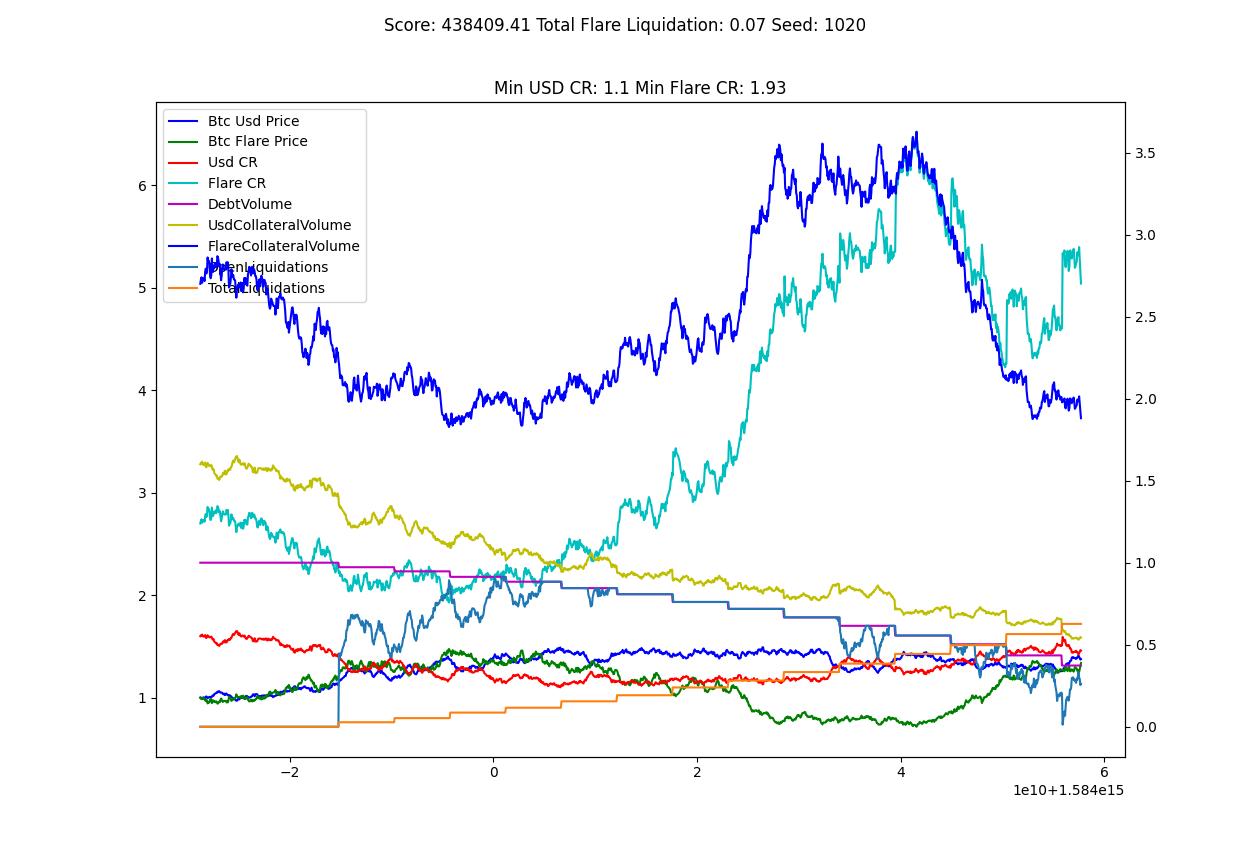 Score: 438409.41 Total Flare Liquidation: 0.07 Seed: 1020
Min USD CR: 1.1 Min Flare CR: 1.93
Btc Usd Price
Btc Flare Price
Usd CR
Flare CR
DebtVolume
UsdCollateralVolume
FlareCollateralVolume
OpenLiquidations
TotalLiquidations
6
5
4
3
2
1
3.5
3.0
2.5
2.0
1.5
1.0
0.5
0.0
−2
0
2
4
6
1e10+1.584e15